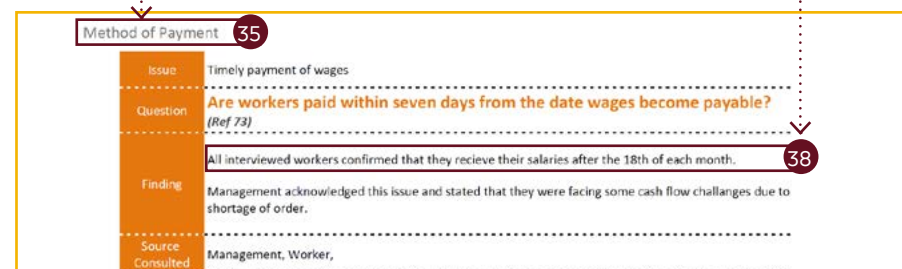 Method of Payment 35
Issue Timely payment of wages
Question Are workers paid within seven days from the date wages become payable?
(Ref 73)
All interviewed workers confirmed that they recieve their salaries after the 18th of each month. 38
Finding Management acknowledged this issue and stated that they were facing some cash flow challanges due to
shortage of order.
Source
Consulted Management, Worker,